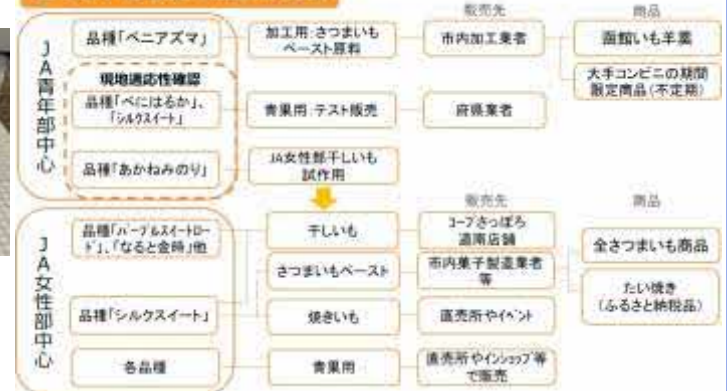 販売先
商品
JA青年部中心
品種「ベニアズマ」
加工用:さつまいも
ペースト原料
市内加工業者
函館いも羊羹
大手コンビニの期間
限定商品(不定期)
現地適応性確認
品種「べにはるか」、
「シルクスイート」
青果用:テスト販売
府県業者
品種「あかねみのり」
JA女性部干しいも
試作用
販売先
商品
JA女性部中心
品種「パープルスイートロー
ド」、「なると金時」他
干しいも
コープさっぽろ
道南店舗
全さつまいも商品
さつまいもペースト
市内菓子製造業者
等
たい焼き
(ふるさと納税品)
品種「シルクスイート」
焼きいも
直売所やイベント
各品種
青果用
直売所やインショップ等
で販売